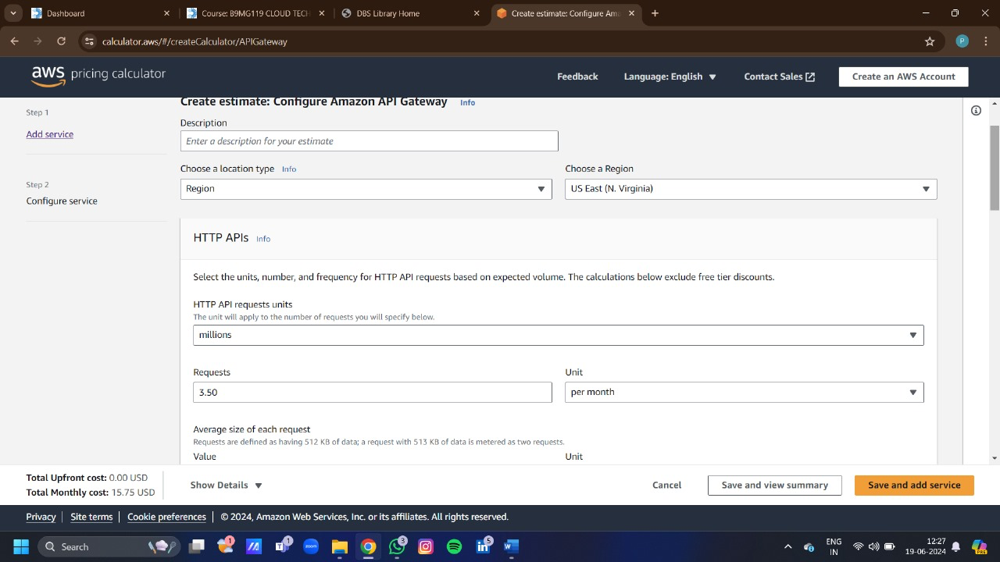 Dashboard
Course: B9MG119 CLOUD TECH
DBS Library Home
Create estimate: Configure Ama
calculator.aws/#/createCalculator/APIGateway
P
aws pricing calculator
Feedback
Language: English
Contact Sales
Create an AWS Account
Step 1
Add service
Step 2
Configure service
Create estimate: Configure Amazon API Gateway Info
Description
Enter a description for your estimate
Choose a location type Info
Choose a Region
Region
US East (N. Virginia)
HTTP APIs Info
Select the units, number, and frequency for HTTP API requests based on expected volume. The calculations below exclude free tier discounts.
HTTP API requests units
The unit will apply to the number of requests you will specify below.
millions
Requests
Unit
3.50
per month
Average size of each request
Requests are defined as having 512 KB of data; a request with 513 KB of data is metered as two requests.
Value
Unit
Total Upfront cost: 0.00 USD
Total Monthly cost: 15.75 USD
Show Details
Cancel
Save and view summary
Save and add service
Privacy
Site terms
Cookie preferences
© 2024, Amazon Web Services, Inc. or its affiliates. All rights reserved.
Search
1
1
zoom
3
5
ENG
IN
12:27
19-06-2024
PRE